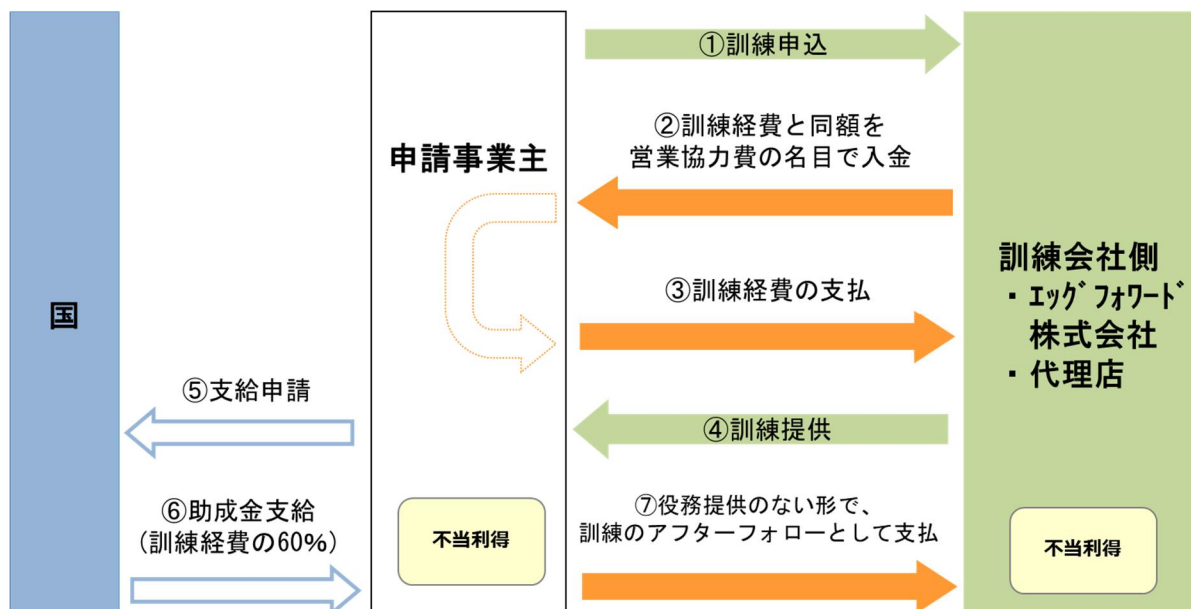 国
申請事業主
①訓練申込
②訓練経費と同額を
営業協力費の名目で入金
③訓練経費の支払
④訓練提供
⑤支給申請
⑥助成金支給
(訓練経費の60%)
⑦役務提供のない形で、
訓練のアフターフォローとして支払
不当利得
訓練会社側
・ｴｯｸﾞﾌｫﾜｰﾄﾞ
株式会社
・代理店
不当利得